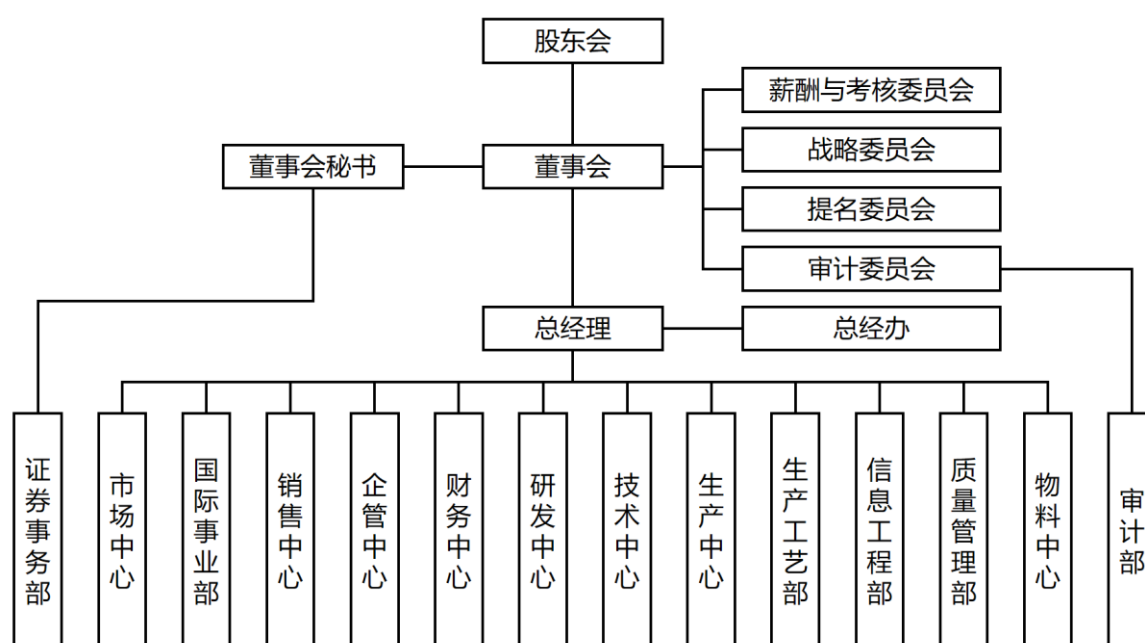 股东会
薪酬与考核委员会
战略委员会
董事会秘书
董事会
提名委员会
审计委员会
总经理
总经办
证券事务部
市场中心
国际事业部
销售中心
企管中心
财务中心
研发中心
技术中心
生产中心
生产工艺部
信息工程部
质量管理部
物料中心
审计部